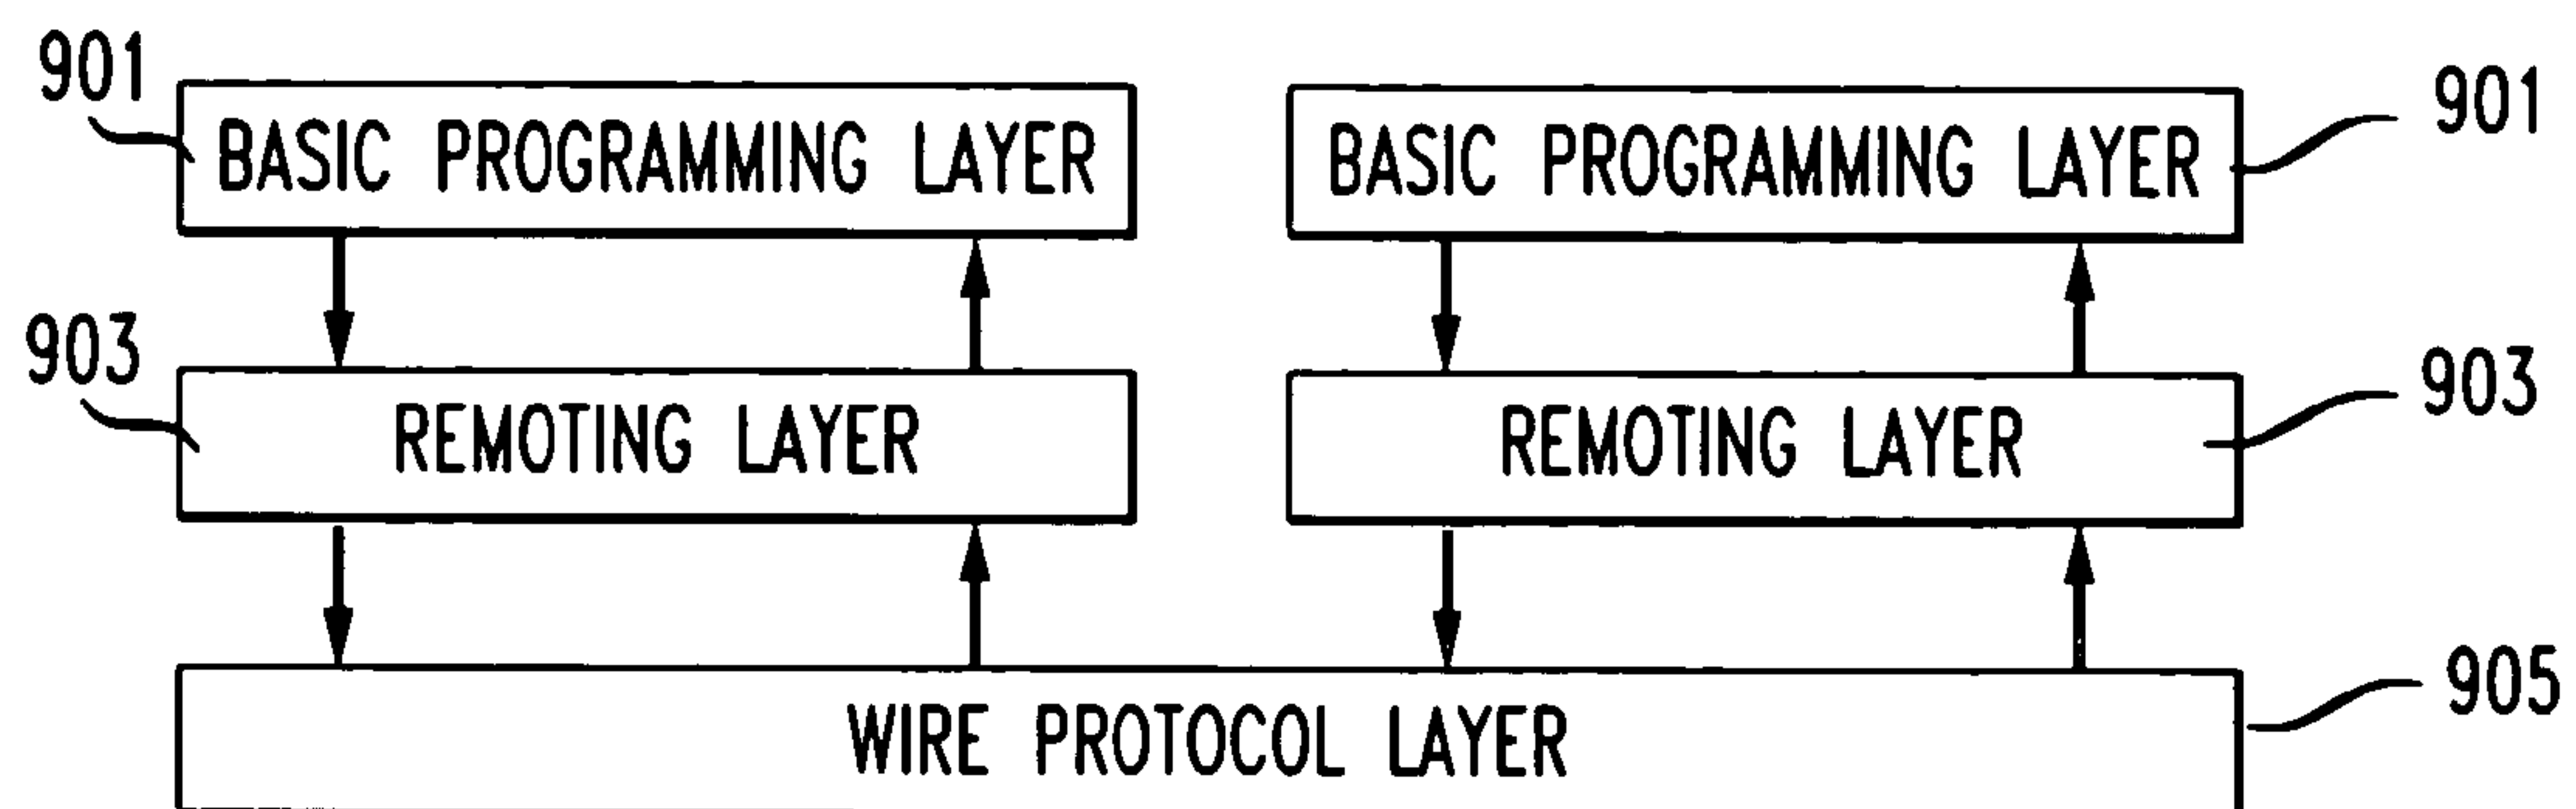 901
BASIC PROGRAMMING LAYER
BASIC PROGRAMMING LAYER
901
903
REMOTING LAYER
REMOTING LAYER
903
WIRE PROTOCOL LAYER
905